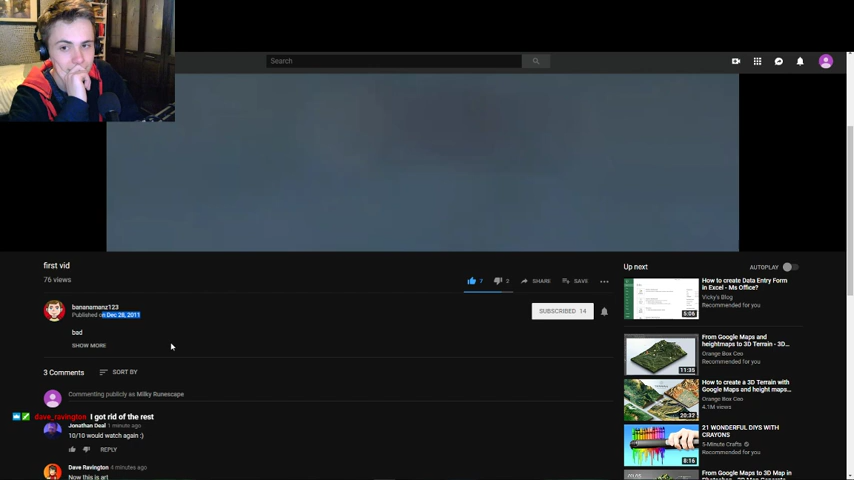 Search
first vid
76 views
7
2
SHARE
SAVE
bananamanz123
Published on Dec 28, 2011
SUBSCRIBED 14
bad
SHOW MORE
3 Comments
SORT BY
Commenting publicly as Milky Runescape
dave_ravington I got rid of the rest
Jonathan Deal 1 minute ago
10/10 would watch again :)
REPLY
Dave Ravington 4 minutes ago
Now this is art
Up next
AUTOPLAY
How to create Data Entry Form
in Excel - Ms Office?
Vicky's Blog
Recommended for you
5:06
From Google Maps and
heightmaps to 3D Terrain - 3D...
Orange Box Ceo
Recommended for you
11:35
How to create a 3D Terrain with
Google Maps and height maps...
Orange Box Ceo
4.1M views
20:32
21 WONDERFUL DIYS WITH
CRAYONS
5-Minute Crafts
Recommended for you
8:16
From Google Maps to 3D Map in